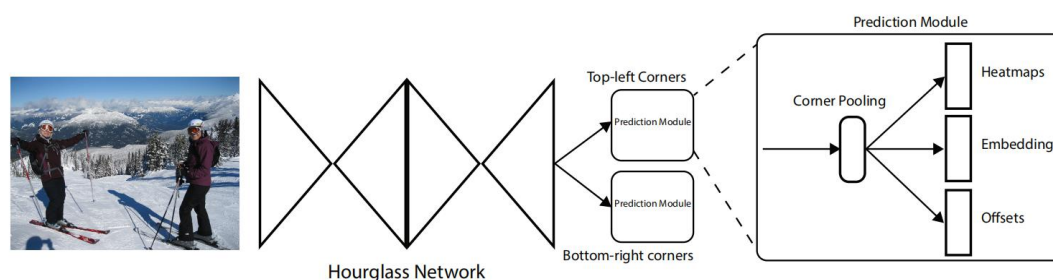 Prediction Module
Top-left Corners
Prediction Module
Prediction Module
Bottom-right corners
Hourglass Network
Corner Pooling
Heatmaps
Embedding
Offsets